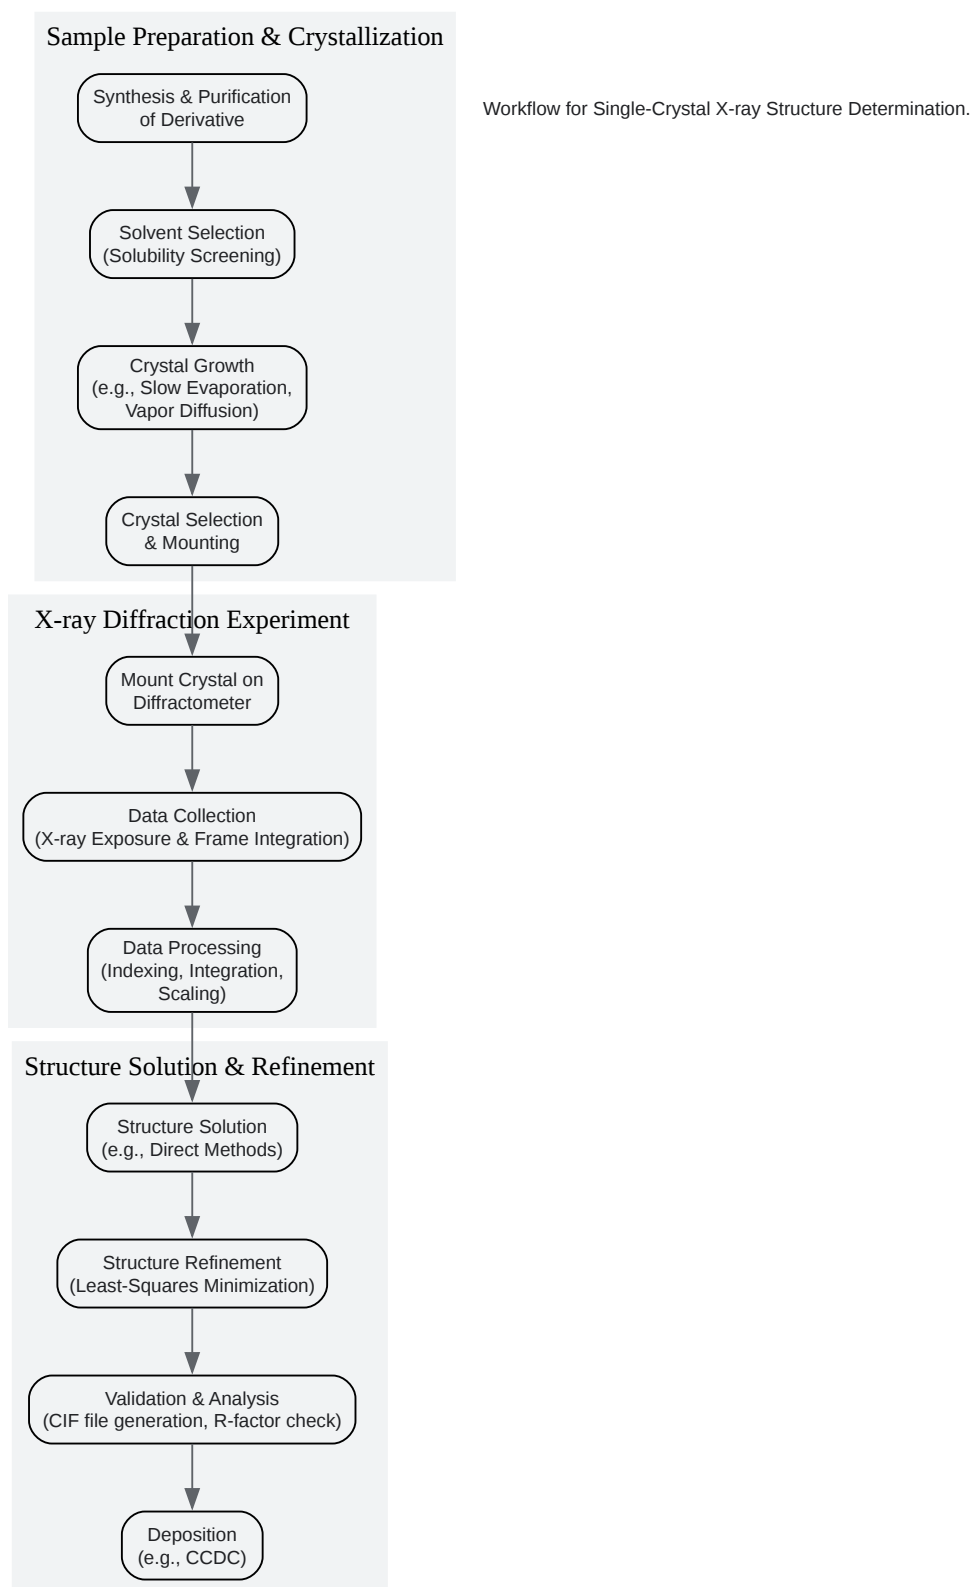 Sample Preparation & Crystallization
Synthesis & Purification
of Derivative
Workflow for Single-Crystal X-ray Structure Determination.
Solvent Selection
(Solubility Screening)
Crystal Growth
(e.g., Slow Evaporation,
Vapor Diffusion)
Crystal Selection
& Mounting
X-ray Diffraction Experiment
Mount Crystal on
Diffractometer
Data Collection
(X-ray Exposure & Frame Integration)
Data Processing
(Indexing, Integration,
Scaling)
Structure Solution & Refinement
Structure Solution
(e.g., Direct Methods)
Structure Refinement
(Least-Squares Minimization)
Validation & Analysis
(CIF file generation, R-factor check)
Deposition
(e.g., CCDC)